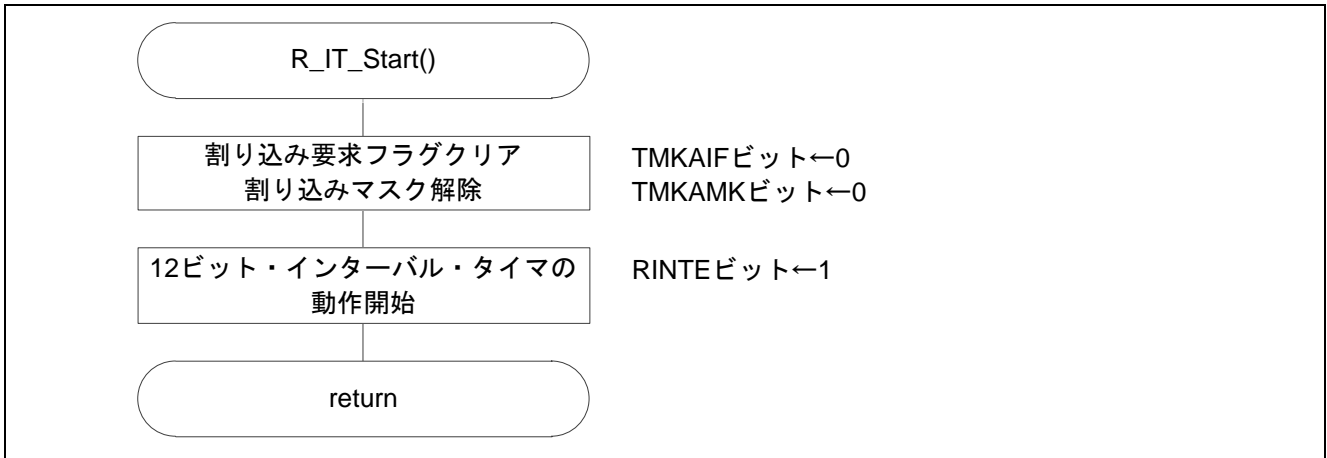 R_IT_Start()
割り込み要求フラグクリア
割り込みマスク解除
TMKAIFビット←0
TMKAMKビット←0
12ビット・インターバル・タイマの
動作開始
RINTEビット←1
return